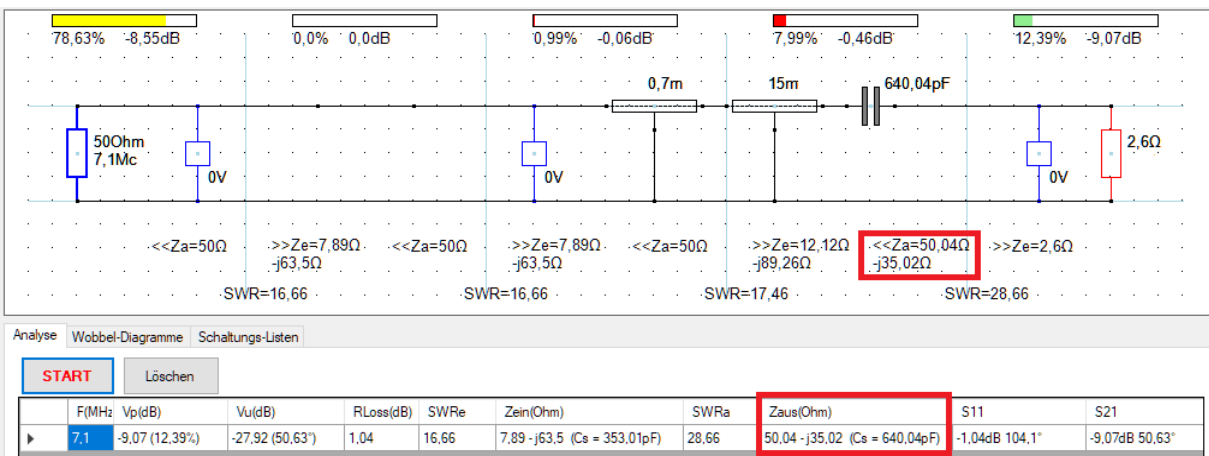 78,63% -8,55dB 0,0% 0,0dB 0,99% -0,06dB 7,99% -0,46dB 12,39% -9,07dB
0,7m 15m 640,04pF
50Ohm
7,1Mc
2,6Ω
0V 0V 0V
<<Za=50Ω >>Ze=7,89Ω <<Za=50Ω >>Ze=7,89Ω <<Za=50Ω >>Ze=12,12Ω <<Za=50,04Ω >>Ze=2,6Ω
-j63,5Ω -j63,5Ω -j89,26Ω -j35,02Ω
SWR=16,66 SWR=16,66 SWR=17,46 SWR=28,66
Analyse Wobbel-Diagramme Schaltungs-Listen
START Löschen
F(MHz Vp(dB) Vu(dB) RLoss(dB) SWRe Zein(Ohm) SWRa Zaus(Ohm) S11 S21
7,1 -9,07 (12,39%) -27,92 (50,63°) 1,04 16,66 7,89 -j63,5 (Cs = 353,01pF) 28,66 50,04 -j35,02 (Cs = 640,04pF) -1,04dB 104,1° -9,07dB 50,63°